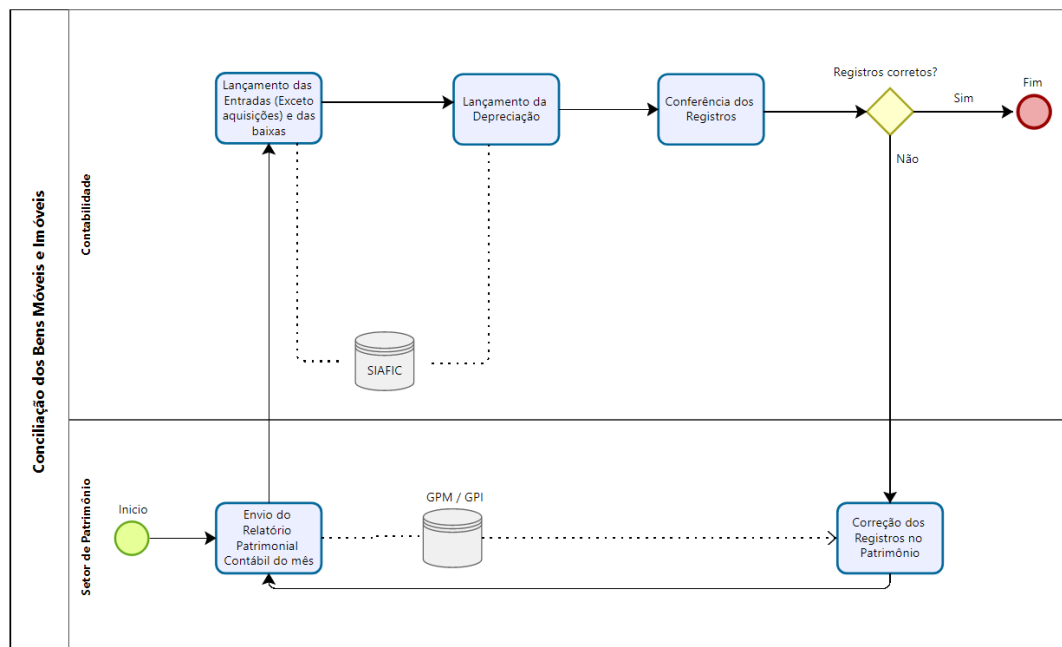 Conciliação dos Bens Móveis e Imóveis
Contabilidade
Lançamento das
Entradas (Exceto
aquisições) e das
baixas
Lançamento da
Depreciação
Conferência dos
Registros
Registros corretos?
Sim
Fim
Não
SIAFIC
Setor de Patrimônio
Inicio
Envio do
Relatório
Patrimonial
Contábil do mês
GPM / GPI
Correção dos
Registros no
Patrimônio